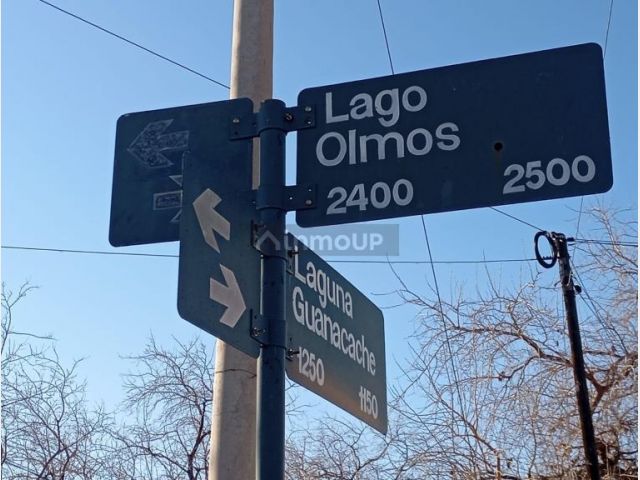 Lago
Olmos
2400 2500
InmoUP
Laguna
Guanacache
1250 1150